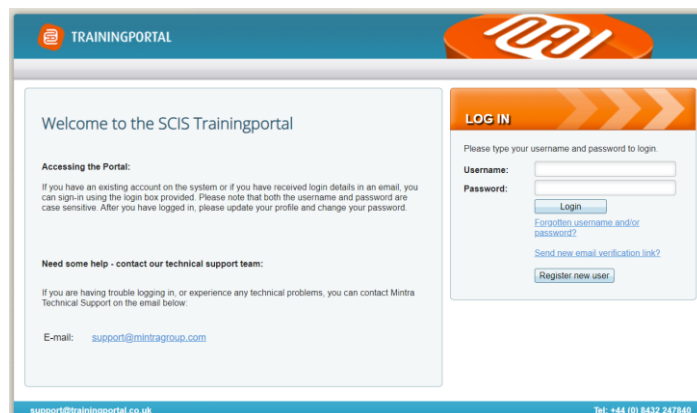 TRAININGPORTAL
Welcome to the SCIS Trainingportal
Accessing the Portal:
If you have an existing account on the system or if you have received login details in an email, you
can sign-in using the login box provided. Please note that both the username and password are
case sensitive. After you have logged in, please update your profile and change your password.
Need some help - contact our technical support team:
If you are having trouble logging in, or experience any technical problems, you can contact Mintra
Technical Support on the email below:
E-mail: support@mintragroup.com
LOG IN
Please type your username and password to login.
Username:
Password:
Login
Forgotten username and/or
password?
Send new email verification link?
Register new user
support@trainingportal.co.uk
Tel: +44 (0) 8432 247840